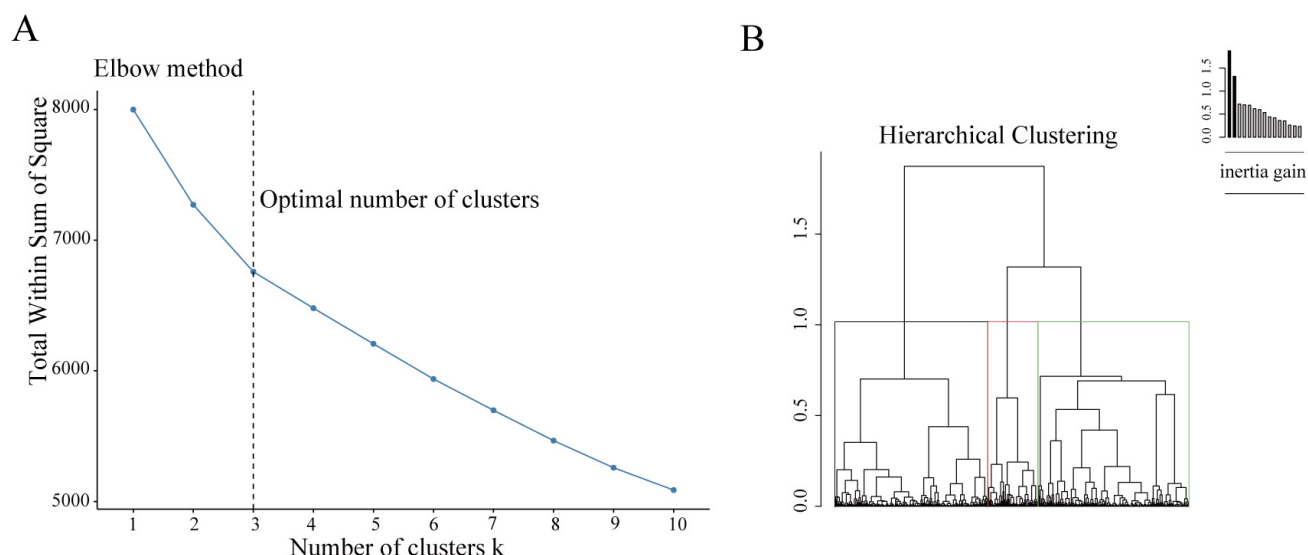 A
Elbow method
Total Within Sum of Square
8000
7000
6000
5000
Optimal number of clusters
1 2 3 4 5 6 7 8 9 10
Number of clusters k
B
Hierarchical Clustering
1.5
1.0
0.5
0.0
1.5
1.0
0.5
0.0
inertia gain